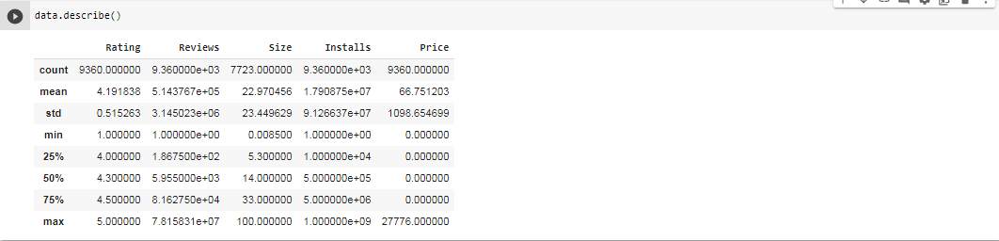 data.describe()
Rating Reviews Size Installs Price
count 9360.000000 9.360000e+03 7723.000000 9.360000e+03 9360.000000
mean 4.191838 5.143767e+05 22.970456 1.790875e+07 66.751203
std 0.515263 3.145023e+06 23.449629 9.126637e+07 1098.654699
min 1.000000 1.000000e+00 0.008500 1.000000e+00 0.000000
25% 4.000000 1.867500e+02 5.300000 1.000000e+04 0.000000
50% 4.300000 5.955000e+03 14.000000 5.000000e+05 0.000000
75% 4.500000 8.162750e+04 33.000000 5.000000e+06 0.000000
max 5.000000 7.815831e+07 100.000000 1.000000e+09 27776.000000